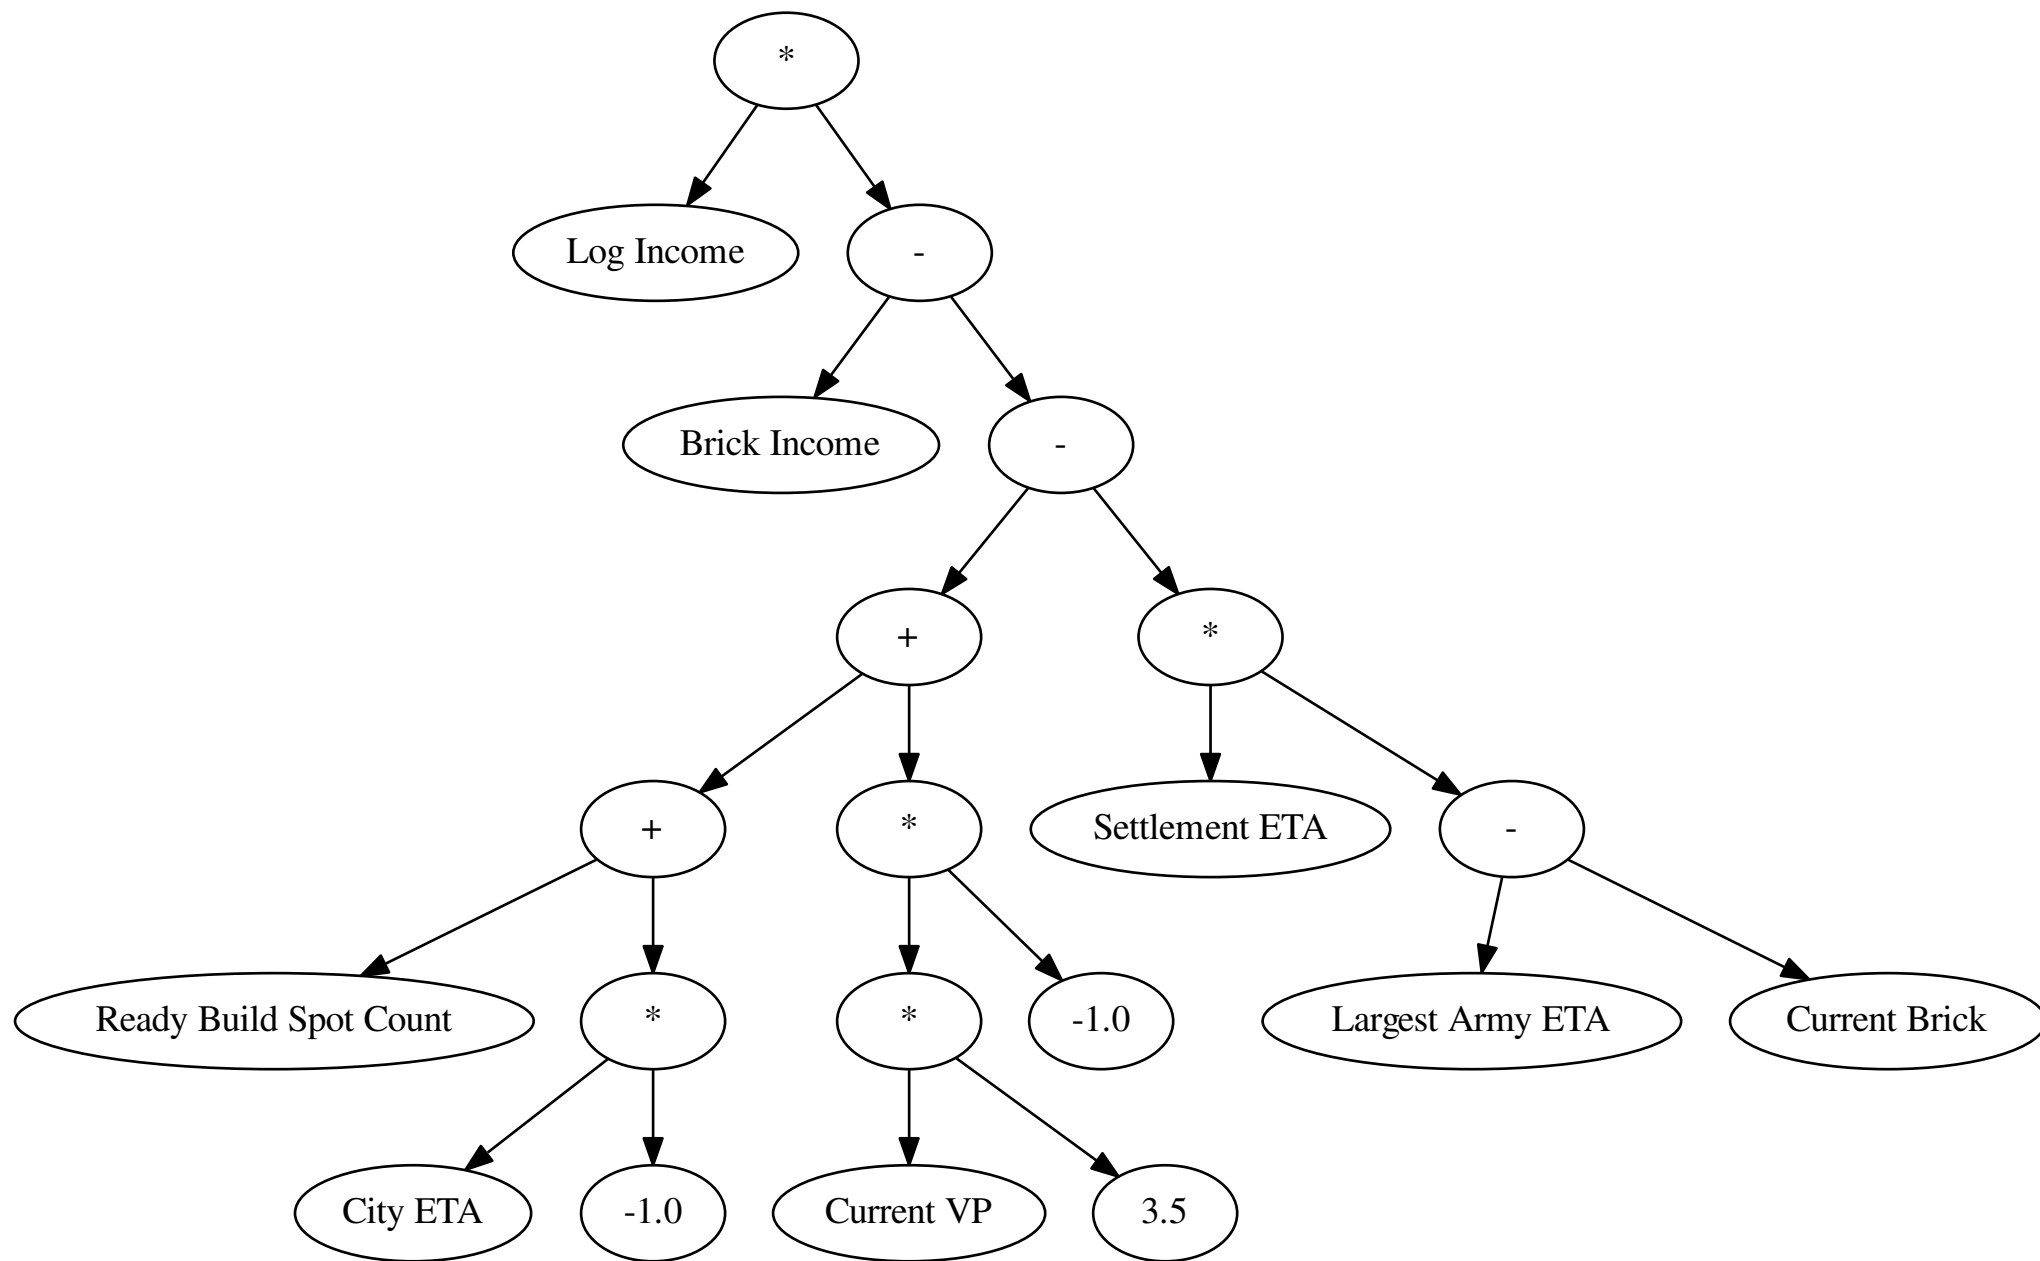 *
Log Income
-
Brick Income
-
+
*
+
*
Settlement ETA
-
Ready Build Spot Count
*
*
-1.0
Largest Army ETA
Current Brick
City ETA
-1.0
Current VP
3.5